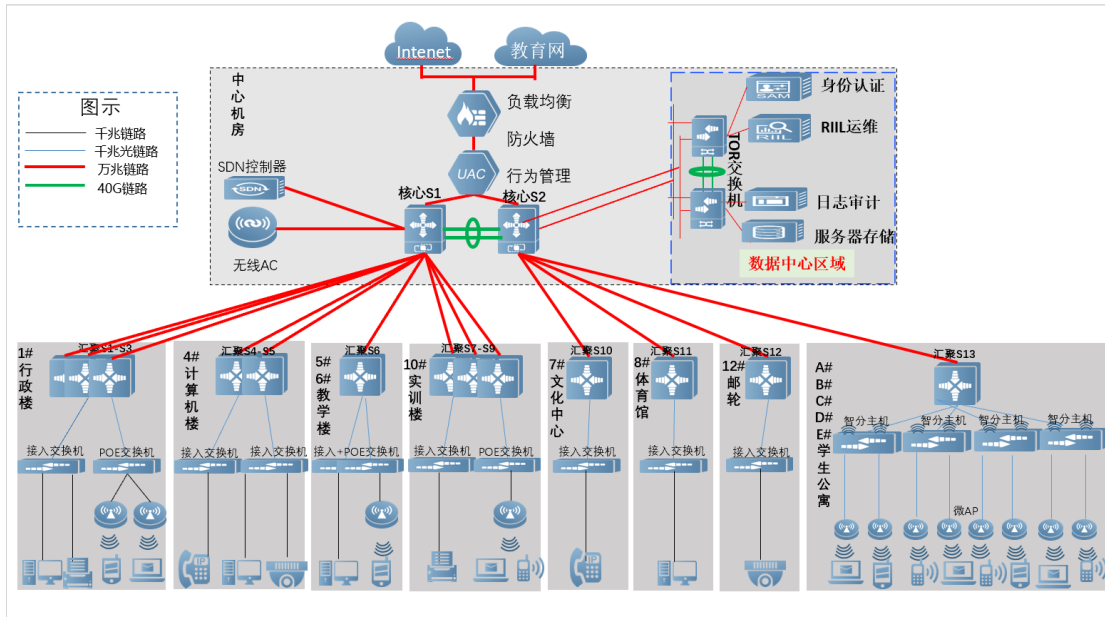 Intenet
教育网
中心机房
图示
千兆链路
千兆光链路
万兆链路
40G链路
负载均衡
防火墙
UAC
行为管理
SDN控制器
SDN
无线AC
核心S1
核心S2
TOR交换机
SAM
身份认证
RIIL
RIIL运维
日志审计
服务器存储
数据中心区域
1#行政楼
汇聚S1-S3
接入交换机
POE交换机
4#计算机楼
汇聚S4-S5
接入交换机
接入交换机
5#6#教学楼
汇聚S6
接入+POE交换机
10#实训楼
汇聚S7-S9
接入交换机
POE交换机
7#文化中心
汇聚S10
接入交换机
8#体育馆
汇聚S11
接入交换机
12#邮轮
汇聚S12
接入交换机
A#B#C#D#E#学生公寓
汇聚S13
智分主机
智分主机
智分主机
智分主机
微AP
IP
IP